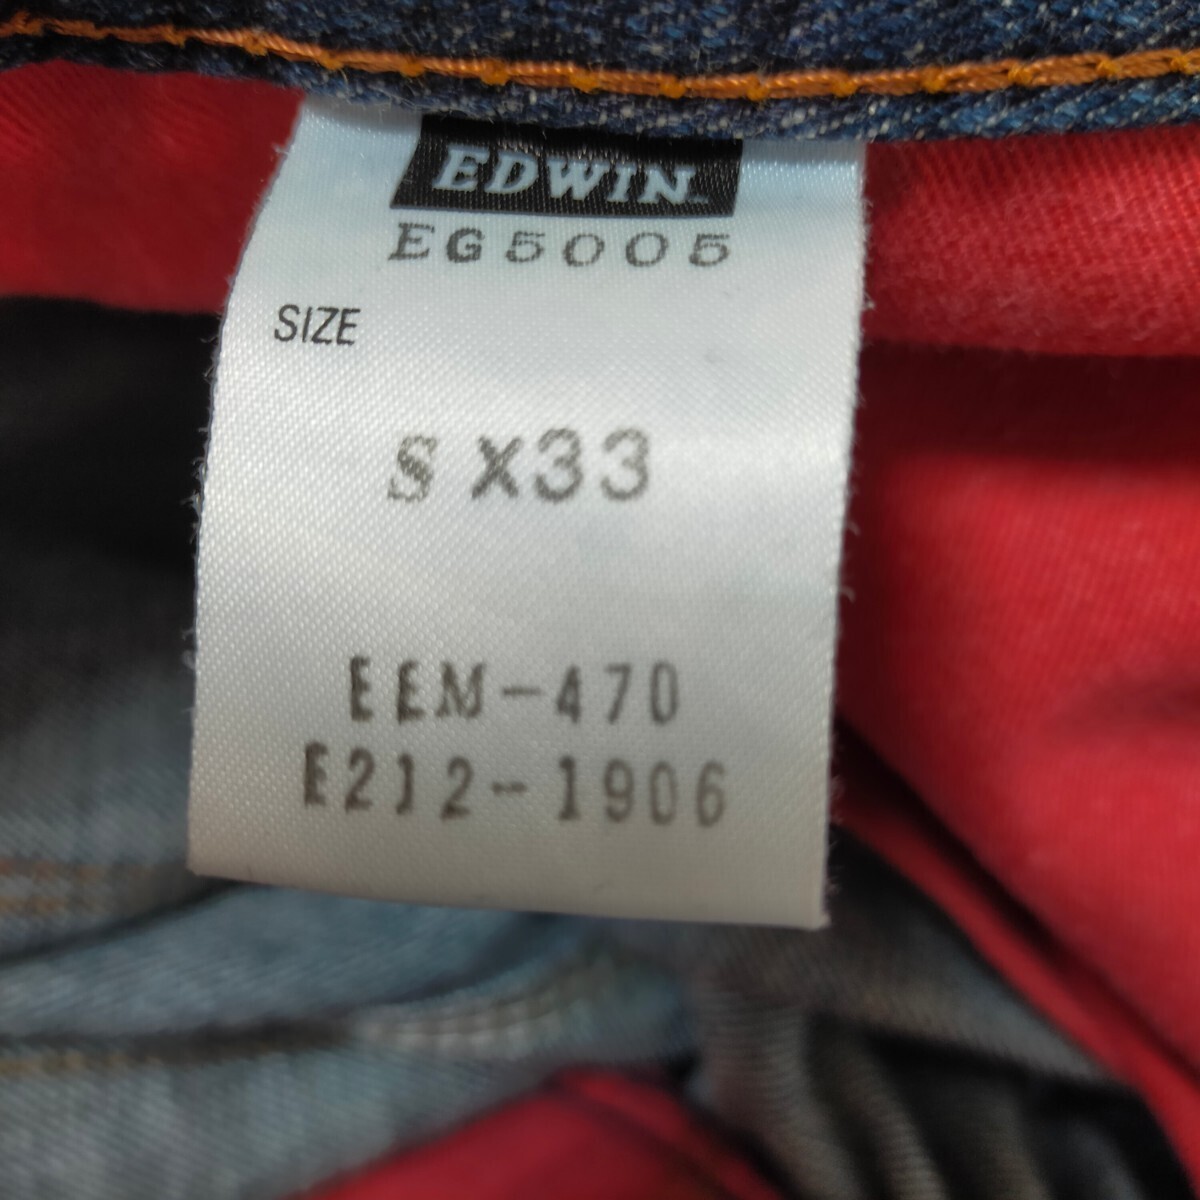 EDWIN
EG5005
SIZE
S X33
EEM-470
E212-1906